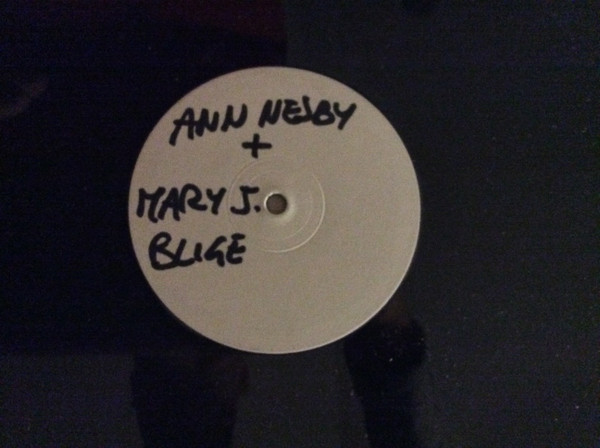 ANN NESBY
+
MARY J.
BLIGE